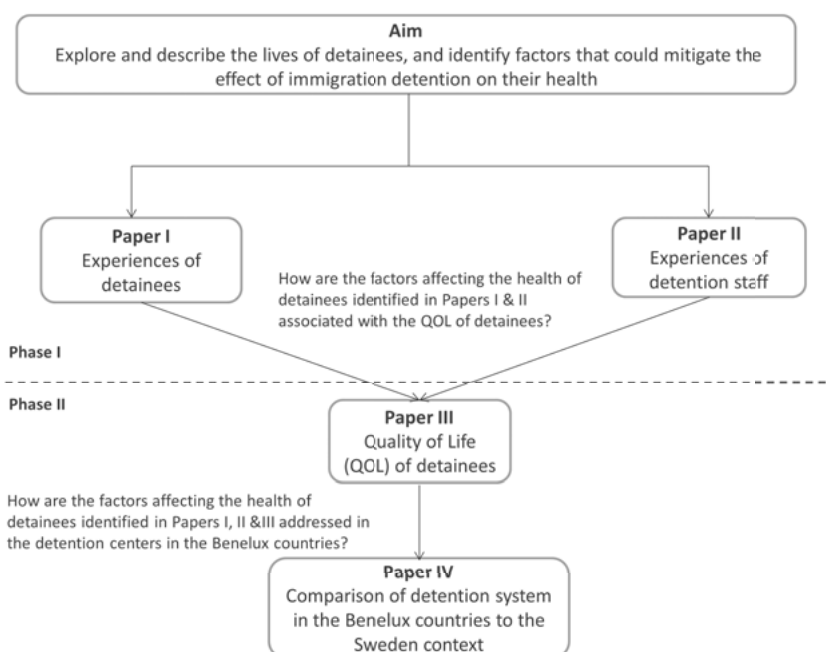 Aim
Explore and describe the lives of detainees, and identify factors that could mitigate the
effect of immigration detention on their health
Paper I
Experiences of
detainees
Paper II
Experiences of
detention staff
How are the factors affecting the health of
detainees identified in Papers I & II
associated with the QOL of detainees?
Phase I
Phase II
Paper III
Quality of Life
(QOL) of detainees
How are the factors affecting the health of
detainees identified in Papers I, II &III addressed in
the detention centers in the Benelux countries?
Paper IV
Comparison of detention system
in the Benelux countries to the
Sweden context